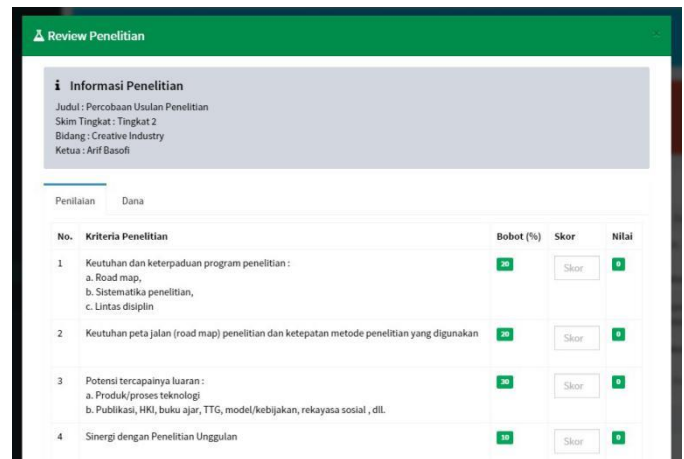 Review Penelitian
Informasi Penelitian
Judul : Percobaan Usulan Penelitian
Skim Tingkat : Tingkat 2
Bidang : Creative Industry
Ketua : Arif Basofi
Penilaian Dana
No. Kriteria Penelitian Bobot (%) Skor Nilai
1 Keutuhan dan keterpaduan program penelitian : 20 Skor 0
a. Road map,
b. Sistematika penelitian,
c. Lintas disiplin
2 Keutuhan peta jalan (road map) penelitian dan ketepatan metode penelitian yang digunakan 20 Skor 0
3 Potensi tercapainya luaran : 30 Skor 0
a. Produk/proses teknologi
b. Publikasi, HKI, buku ajar, TTG, model/kebijakan, rekayasa sosial , dll.
4 Sinergi dengan Penelitian Unggulan 10 Skor 0